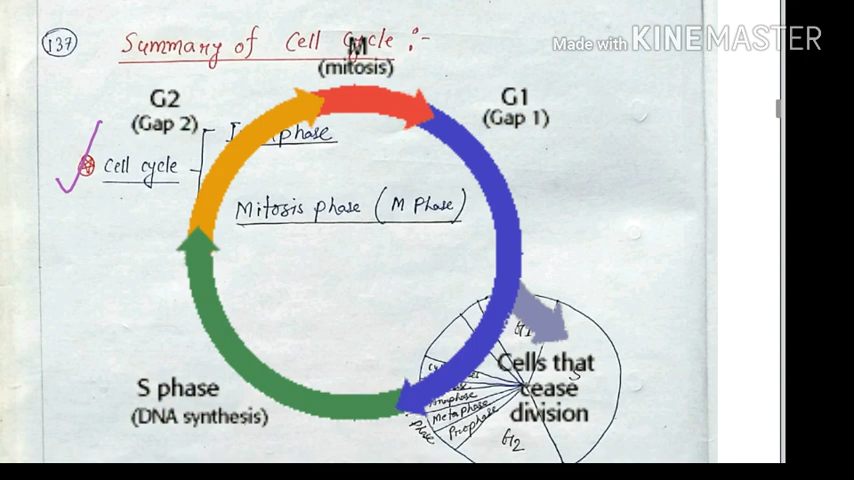 137
Summary of Cell Cycle :-
Made with KINEMASTER
M
(mitosis)
G2
(Gap 2)
G1
(Gap 1)
Cell cycle
Mitosis phase (M Phase)
G1
S
Cells that
cease
division
Metaphase
Prophase
phase
G2
S phase
(DNA synthesis)